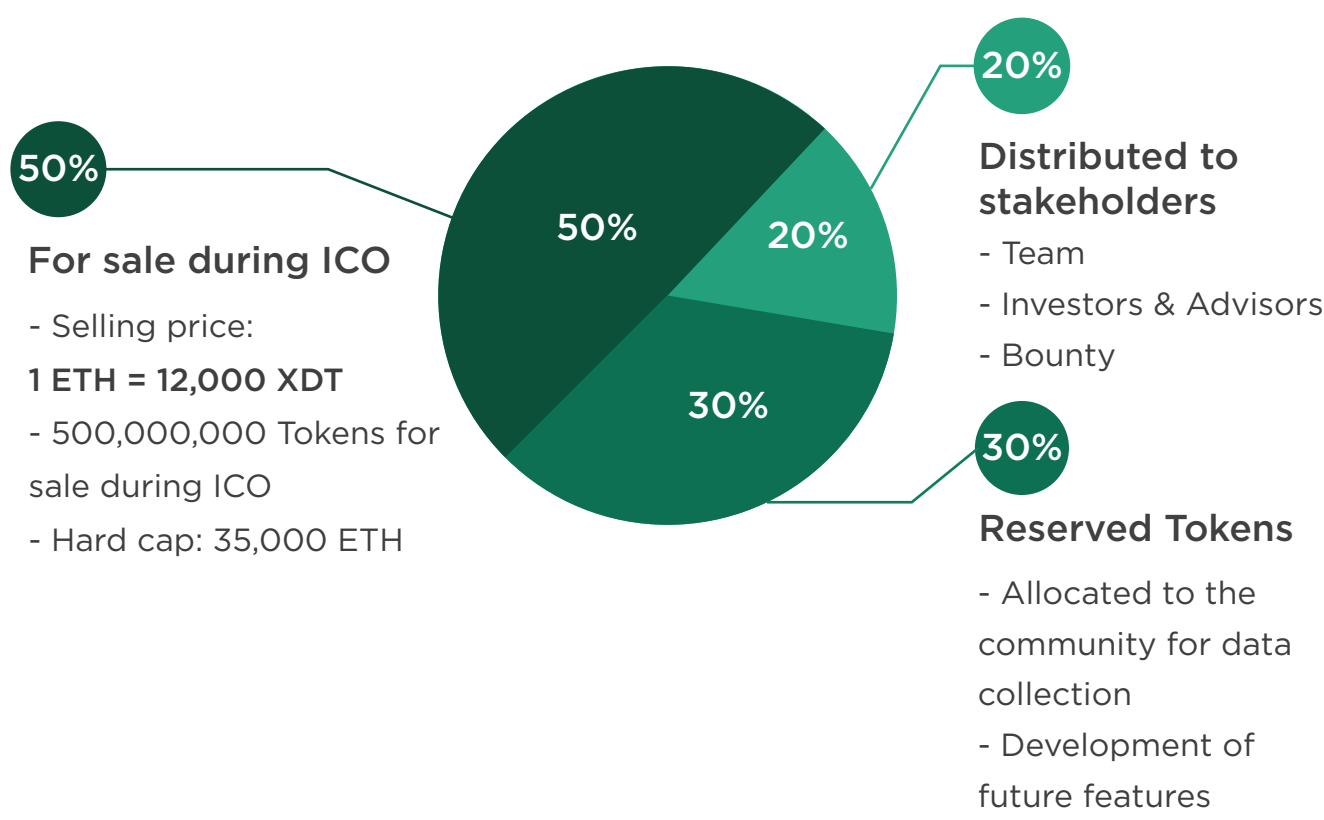 50%
For sale during ICO
- Selling price:
1 ETH = 12,000 XDT
- 500,000,000 Tokens for
sale during ICO
- Hard cap: 35,000 ETH
50%
20%
30%
20%
Distributed to
stakeholders
- Team
- Investors & Advisors
- Bounty
30%
Reserved Tokens
- Allocated to the
community for data
collection
- Development of
future features